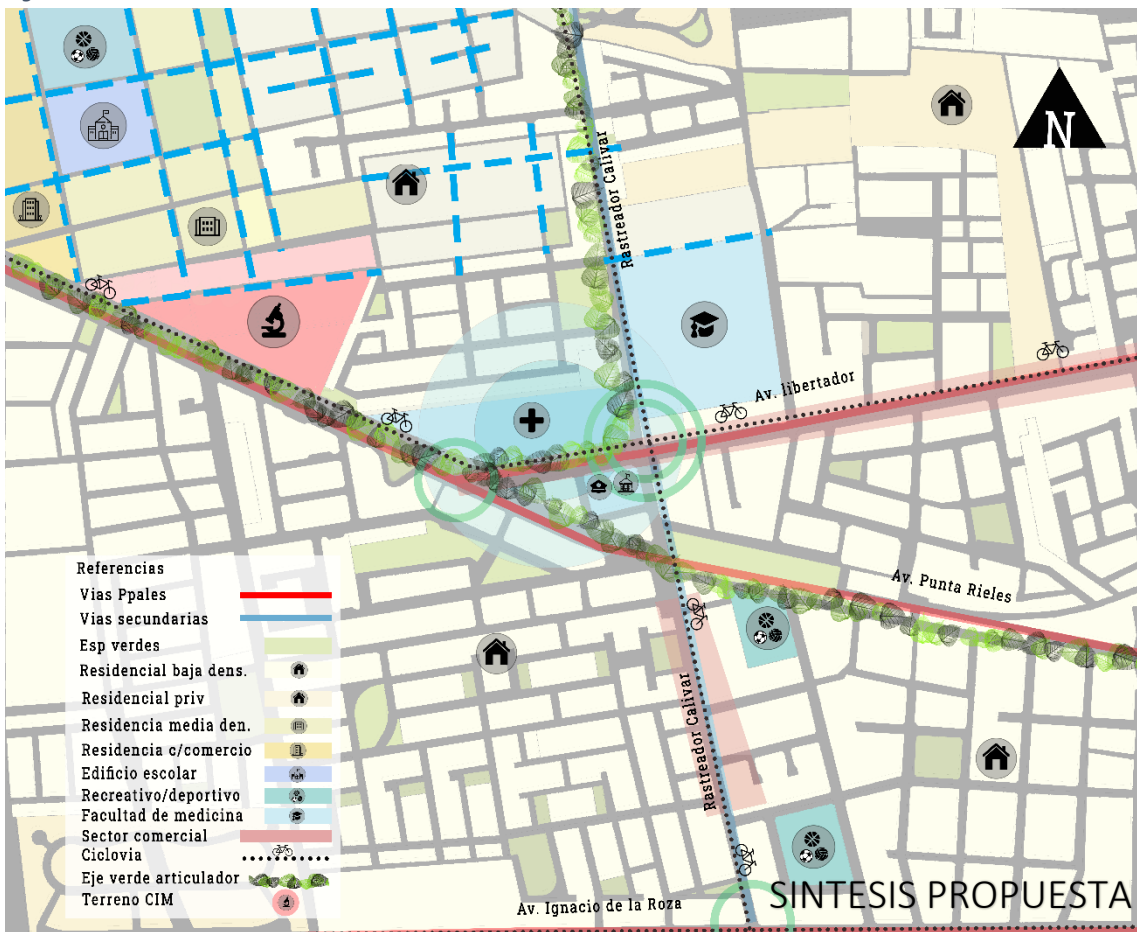 N
Rastreador Calivar
Av. libertador
Av. Punta Rieles
Rastreador Calivar
Referencias
Vias Ppales
Vias secundarias
Esp verdes
Residencial baja dens.
Residencial priv
Residencia media den.
Residencia c/comercio
Edificio escolar
Recreativo/deportivo
Facultad de medicina
Sector comercial
Ciclovia
Eje verde articulador
Terreno CIM
Av. Ignacio de la Roza
SINTESIS PROPUESTA